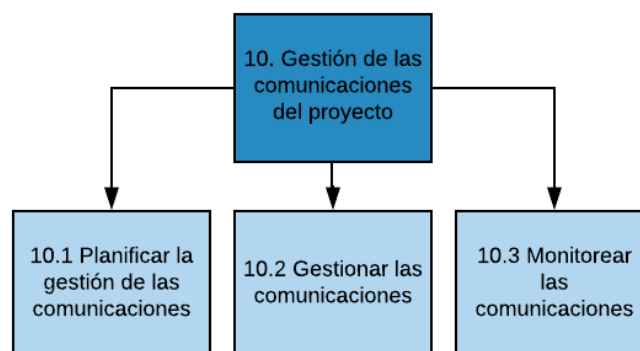 10. Gestión de las
comunicaciones
del proyecto
10.1 Planificar la
gestión de las
comunicaciones
10.2 Gestionar las
comunicaciones
10.3 Monitorear
las
comunicaciones